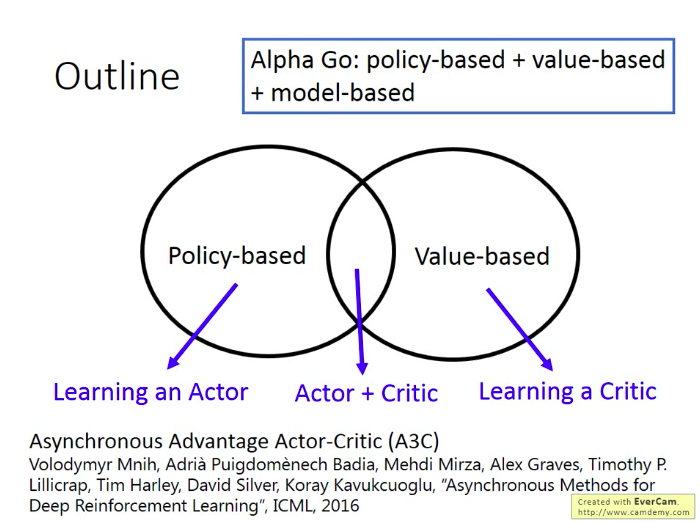 Outline
Alpha Go: policy-based + value-based
+ model-based
Policy-based
Value-based
Learning an Actor
Actor + Critic
Learning a Critic
Asynchronous Advantage Actor-Critic (A3C)
Volodymyr Mnih, Adrià Puigdomènech Badia, Mehdi Mirza, Alex Graves, Timothy P.
Lillicrap, Tim Harley, David Silver, Koray Kavukcuoglu, “Asynchronous Methods for
Deep Reinforcement Learning”, ICML, 2016
Created with EverCam.
http://www.camdemy.com